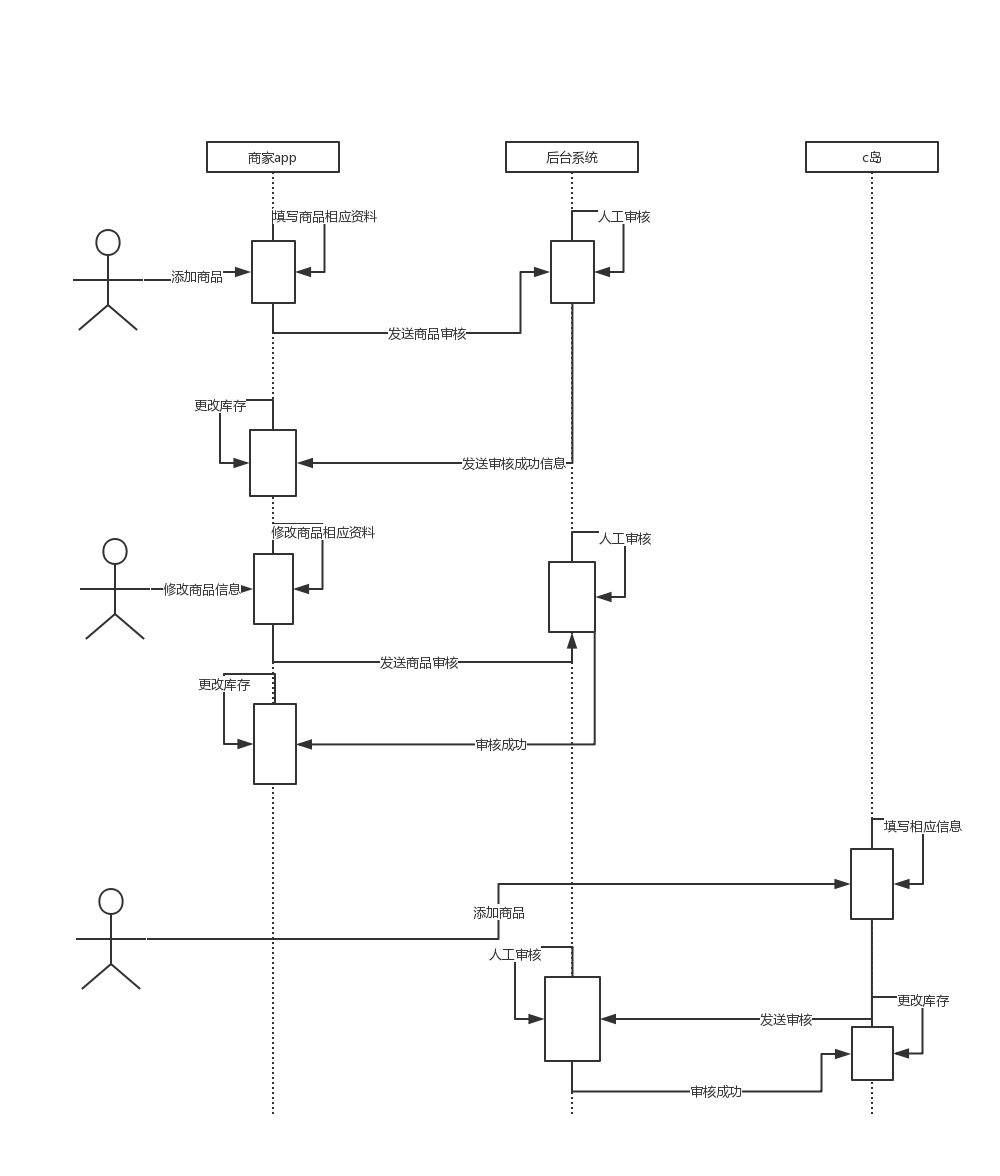 商家app
后台系统
c岛
填写商品相应资料
人工审核
添加商品
发送商品审核
更改库存
发送审核成功信息
修改商品相应资料
人工审核
修改商品信息
发送商品审核
更改库存
审核成功
填写相应信息
添加商品
人工审核
更改库存
发送审核
审核成功